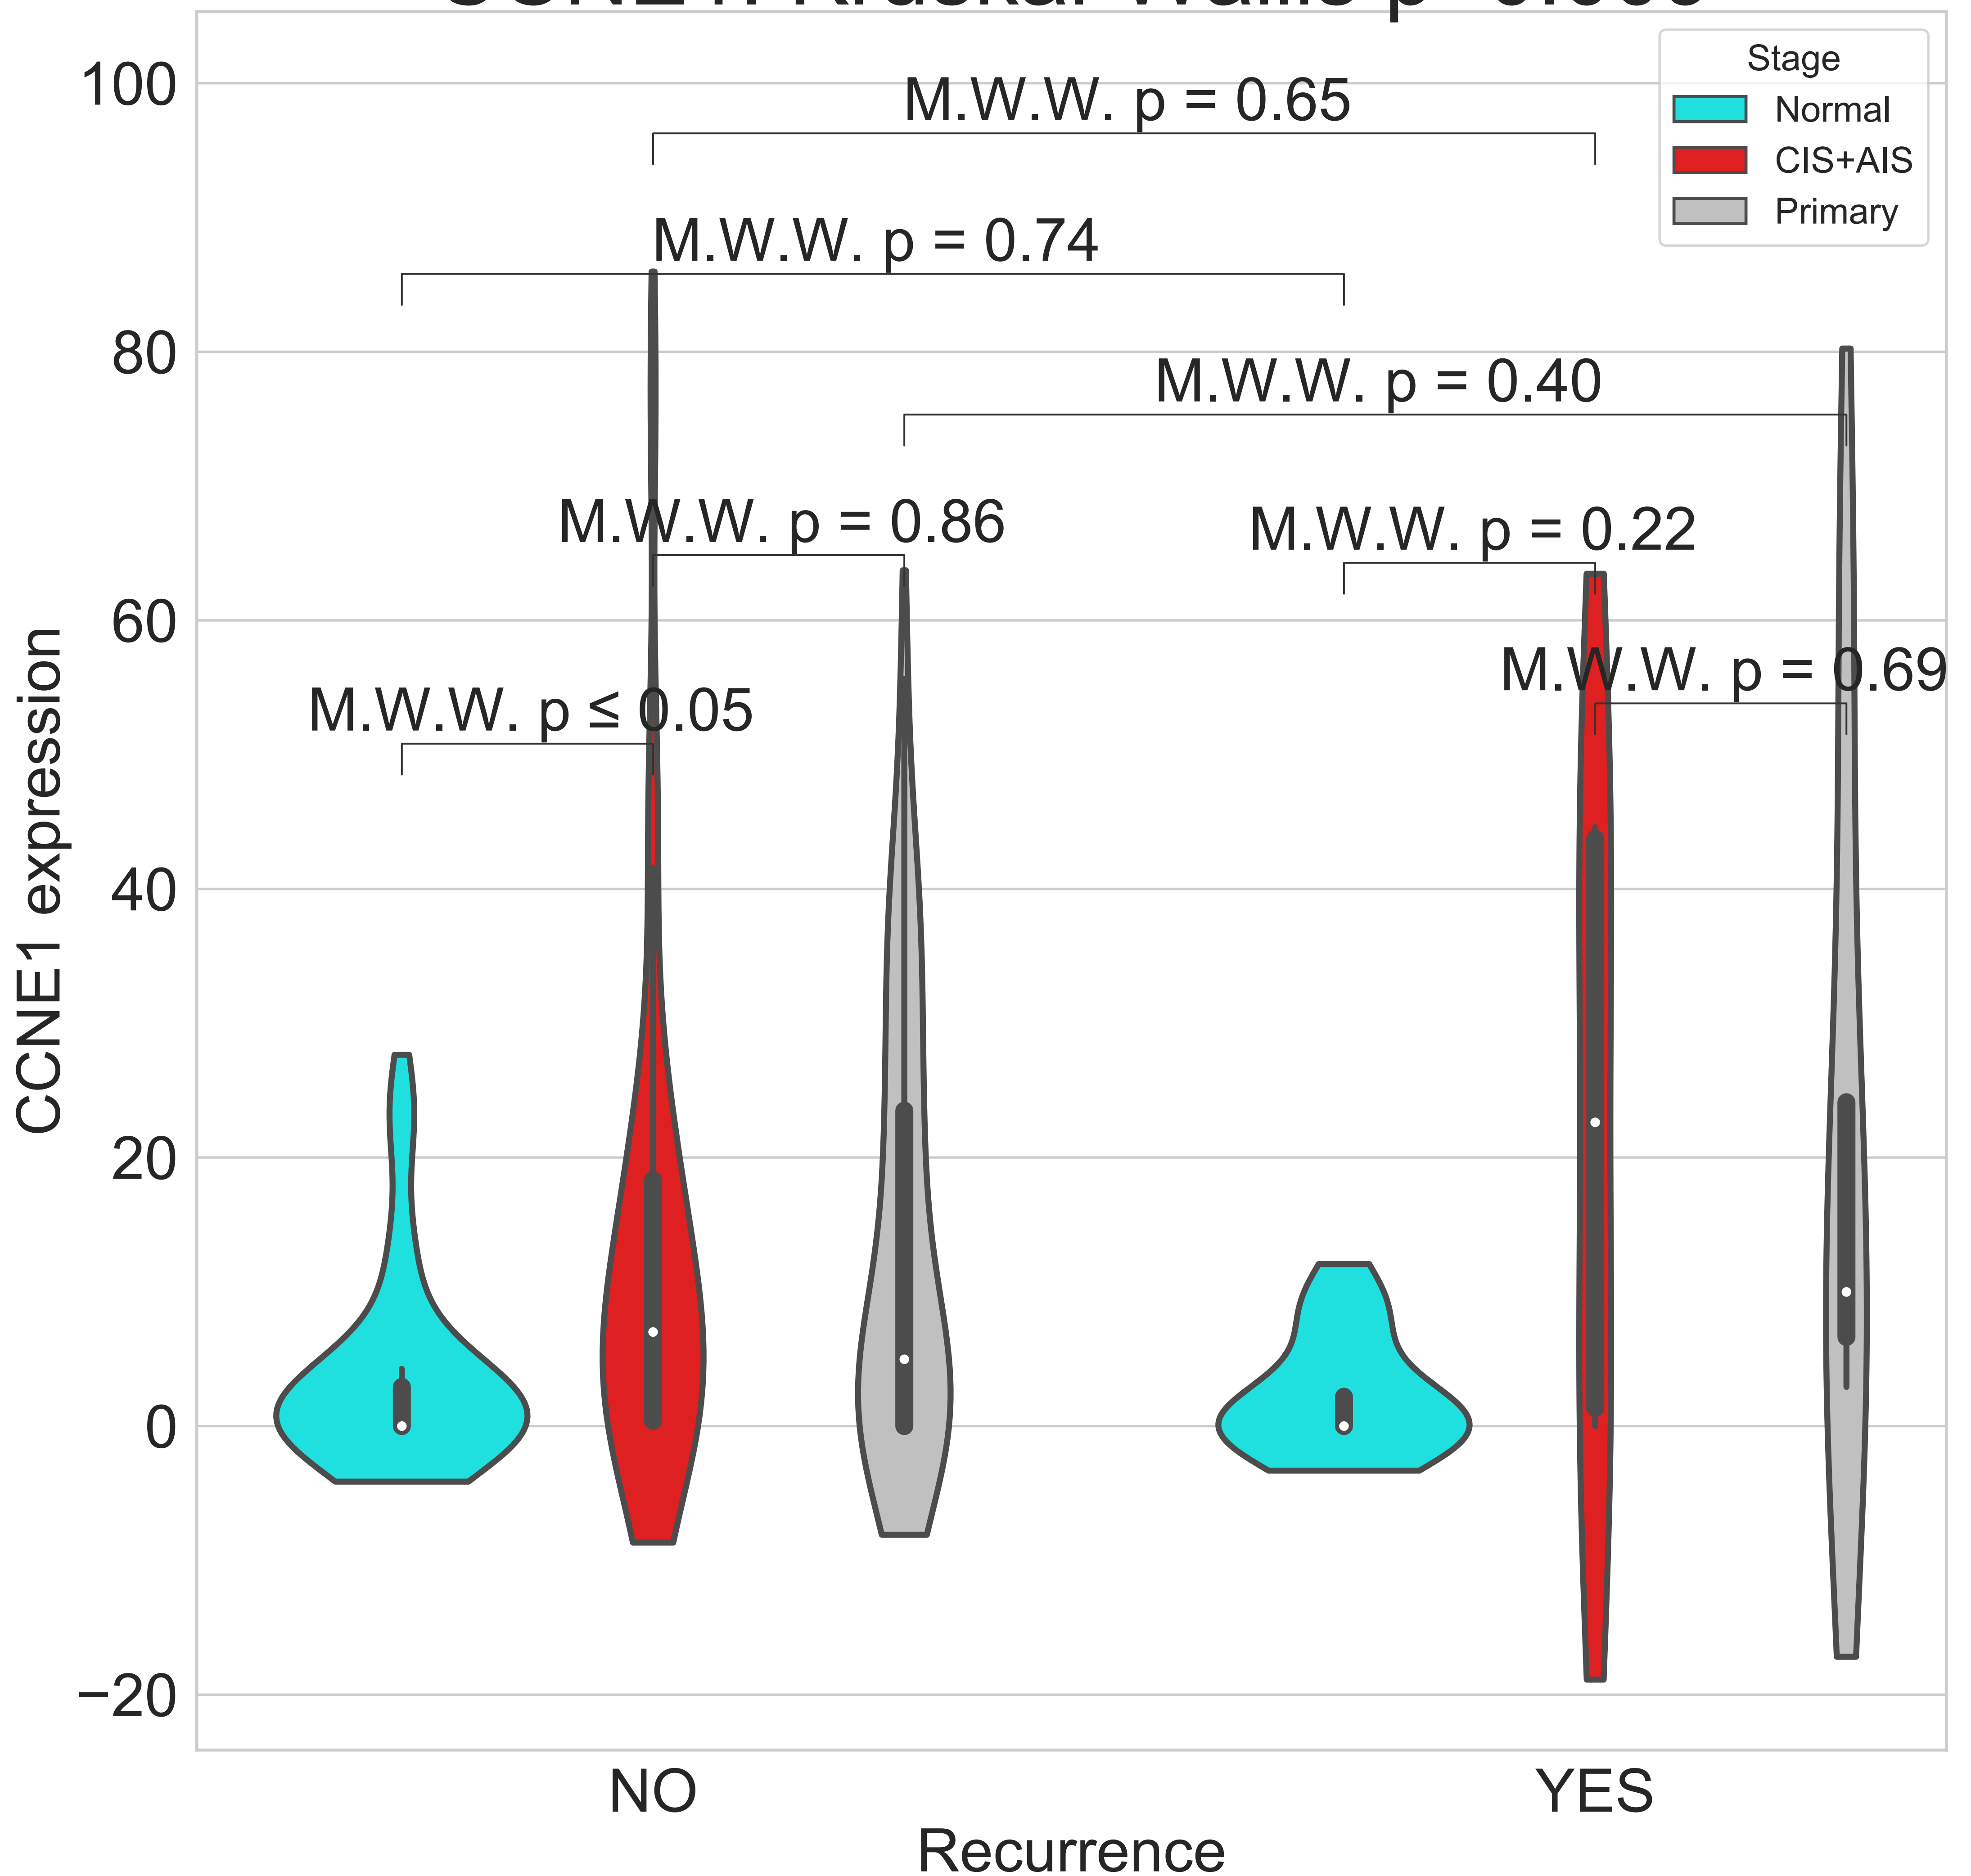 100
80
60
40
20
0
−20
CCNE1 expression
Stage
Normal
CIS+AIS
Primary
M.W.W. p = 0.65
M.W.W. p = 0.74
M.W.W. p = 0.40
M.W.W. p = 0.86
M.W.W. p = 0.22
M.W.W. p = 0.69
M.W.W. p ≤ 0.05
NO
YES
Recurrence